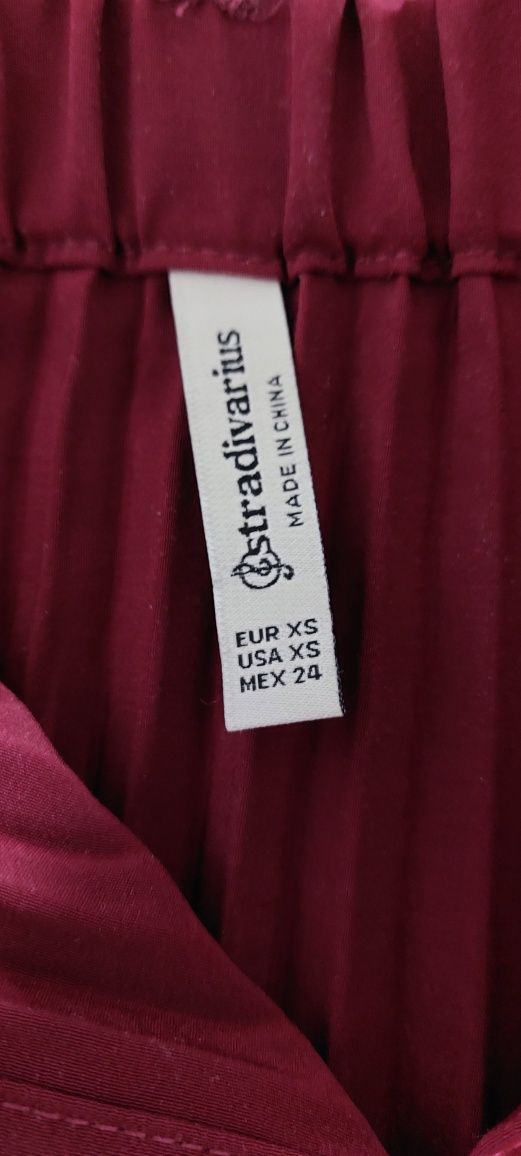 stradivarius
MADE IN CHINA
EUR XS
USA XS
MEX 24